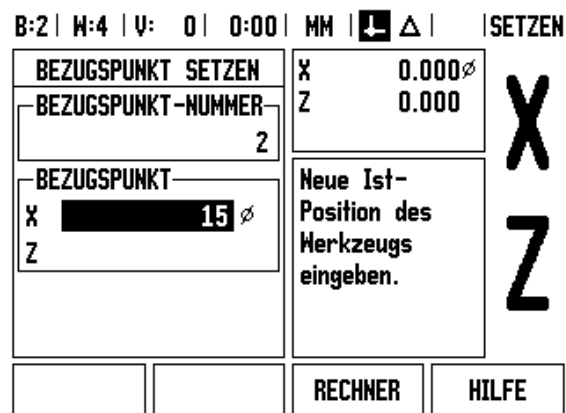 B:2 | W:4 | V: 0 | 0:00 | MM | Δ | | SETZEN
BEZUGSPUNKT SETZEN
BEZUGSPUNKT-NUMMER
2
BEZUGSPUNKT
X 15 ⌀
Z
X 0.000⌀
Z 0.000
Neue Ist-
Position des
Werkzeugs
eingeben.
X
Z
RECHNER
HILFE